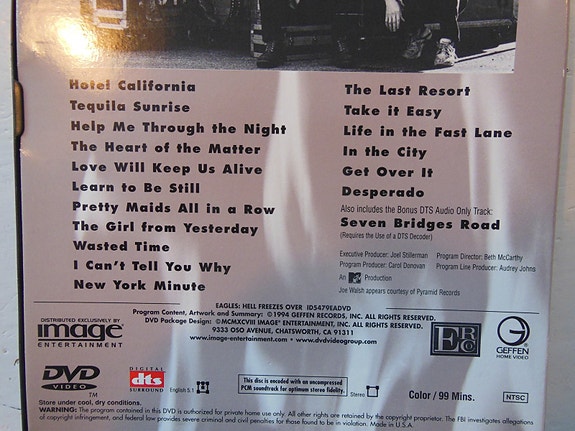 Hotel California
Tequila Sunrise
Help Me Through the Night
The Heart of the Matter
Love Will Keep Us Alive
Learn to Be Still
Pretty Maids All in a Row
The Girl from Yesterday
Wasted Time
I Can't Tell You Why
New York Minute
The Last Resort
Take it Easy
Life in the Fast Lane
In the City
Get Over It
Desperado
Also includes the Bonus DTS Audio Only Track:
Seven Bridges Road
(Requires the Use of a DTS Decoder)
Executive Producer: Joel Stillerman Program Director: Beth McCarthy
Program Producer: Carol Donovan Program Line Producer: Audrey Johns
An MTV Production
Joe Walsh appears courtesy of Pyramid Records
EAGLES: HELL FREEZES OVER ID5479EADVD
Program Content, Artwork and Summary: ©1994 GEFFEN RECORDS, INC. ALL RIGHTS RESERVED.
DVD Package Design: ©MCMXCVII IMAGE ENTERTAINMENT, INC. ALL RIGHTS RESERVED.
9333 OSO AVENUE, CHATSWORTH, CA 91311
www.image-entertainment.com • www.dvdvideogroup.com
DISTRIBUTED EXCLUSIVELY BY
image
ENTERTAINMENT
GEFFEN
HOME VIDEO
DVD
VIDEO
TM
DIGITAL
dts
SURROUND
English 5.1
This disc is encoded with an uncompressed
PCM soundtrack for optimum stereo fidelity.
Stereo
Color / 99 Mins.
NTSC
Store under cool, dry conditions.
WARNING: The program contained in this DVD is authorized for private home use only. All other rights are retained by the copyright proprietor. The FBI investigates allegations
of copyright infringement, and federal law provides severe criminal and civil penalties for those found to be in violation. Made in U.S.A.